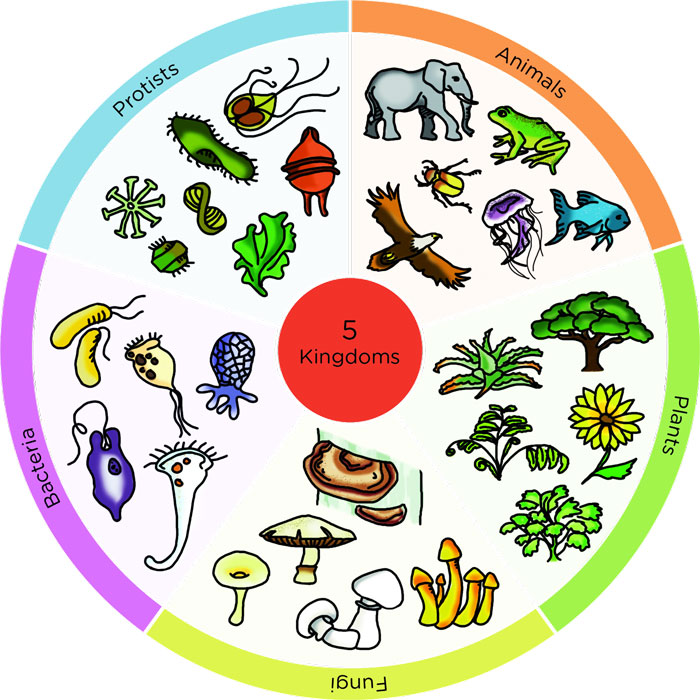 Protists
Animals
5
Kingdoms
Bacteria
Plants
Fungi